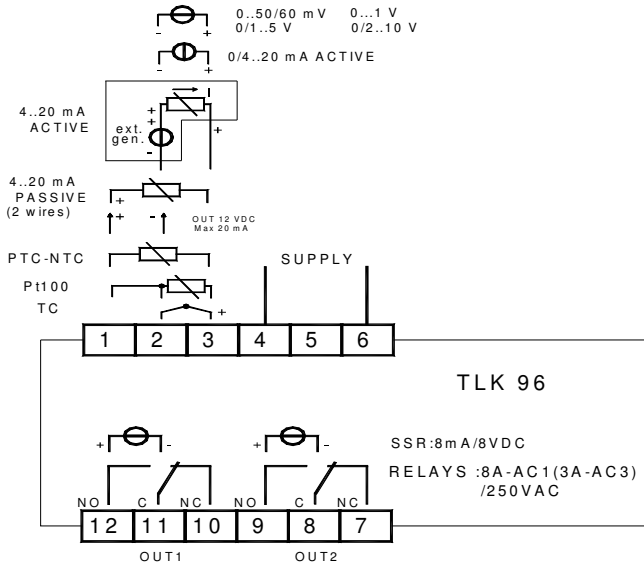 0..50/60 mV 0...1 V
0/1..5 V 0/2..10 V
- +
0/4..20 mA ACTIVE
- +
I
4..20 mA
ACTIVE
+
+
ext.
gen.
-
+
4..20 mA
PASSIVE
(2 wires)
+
+ -
OUT 12 VDC
Max 20 mA
PTC-NTC
SUPPLY
Pt100
TC
- +
1 2 3 4 5 6
TLK 96
+ - + -
SSR:8mA/8VDC
RELAYS :8A-AC1(3A-AC3)
/250VAC
NO C NC NO C NC
12 11 10 9 8 7
OUT1 OUT2